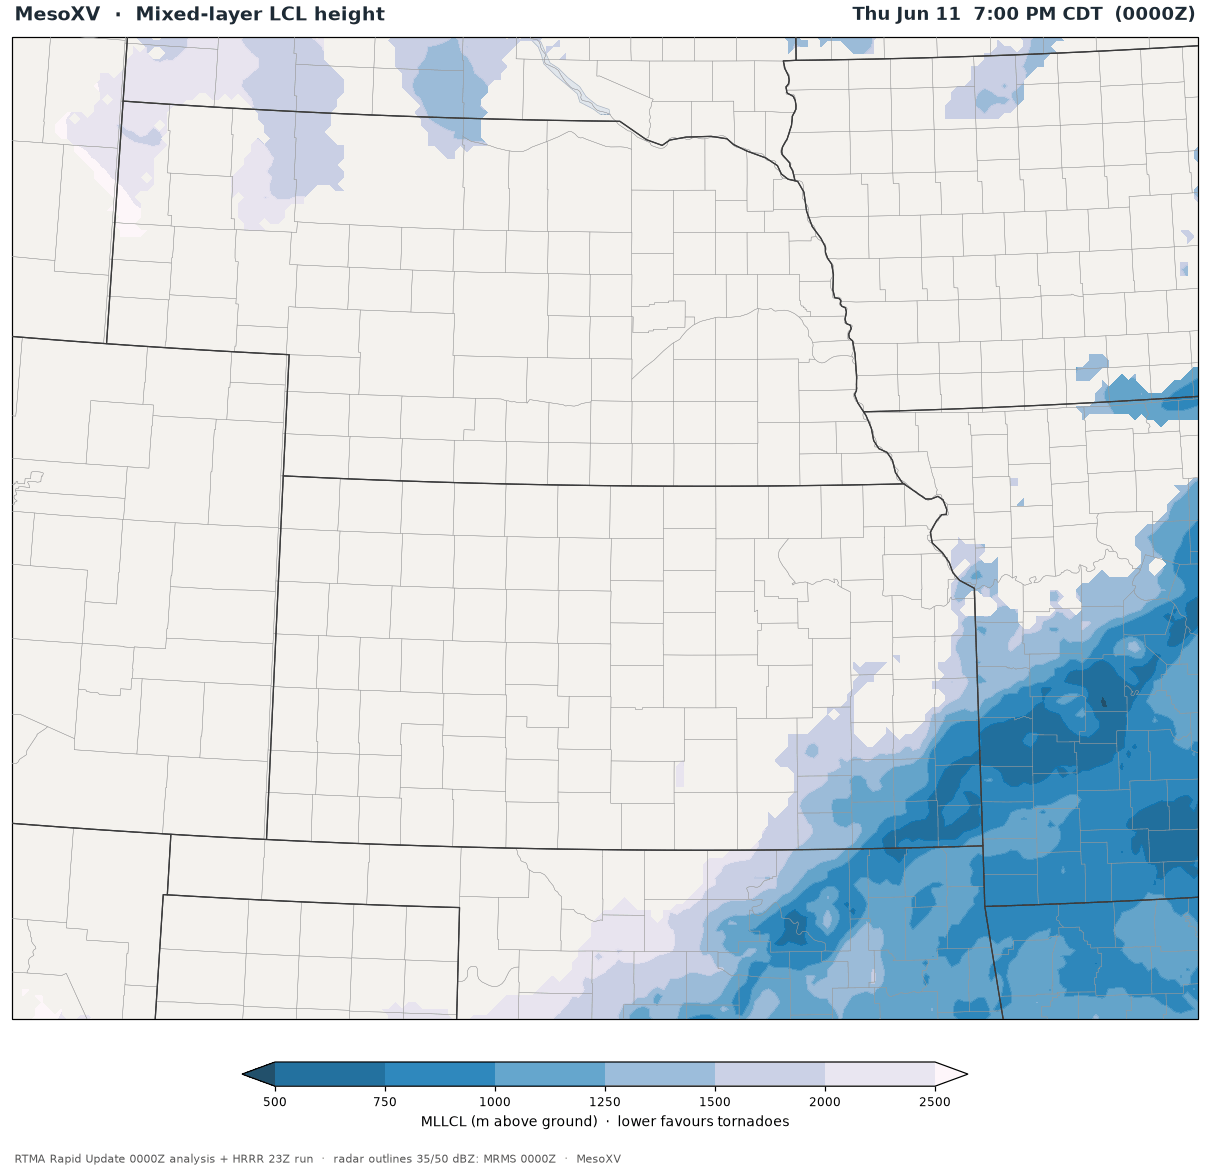 MesoXV · Mixed-layer LCL height
Thu Jun 11 7:00 PM CDT (0000Z)
500 750 1000 1250 1500 2000 2500
MLLCL (m above ground) · lower favours tornadoes
RTMA Rapid Update 0000Z analysis + HRRR 23Z run · radar outlines 35/50 dBZ: MRMS 0000Z · MesoXV